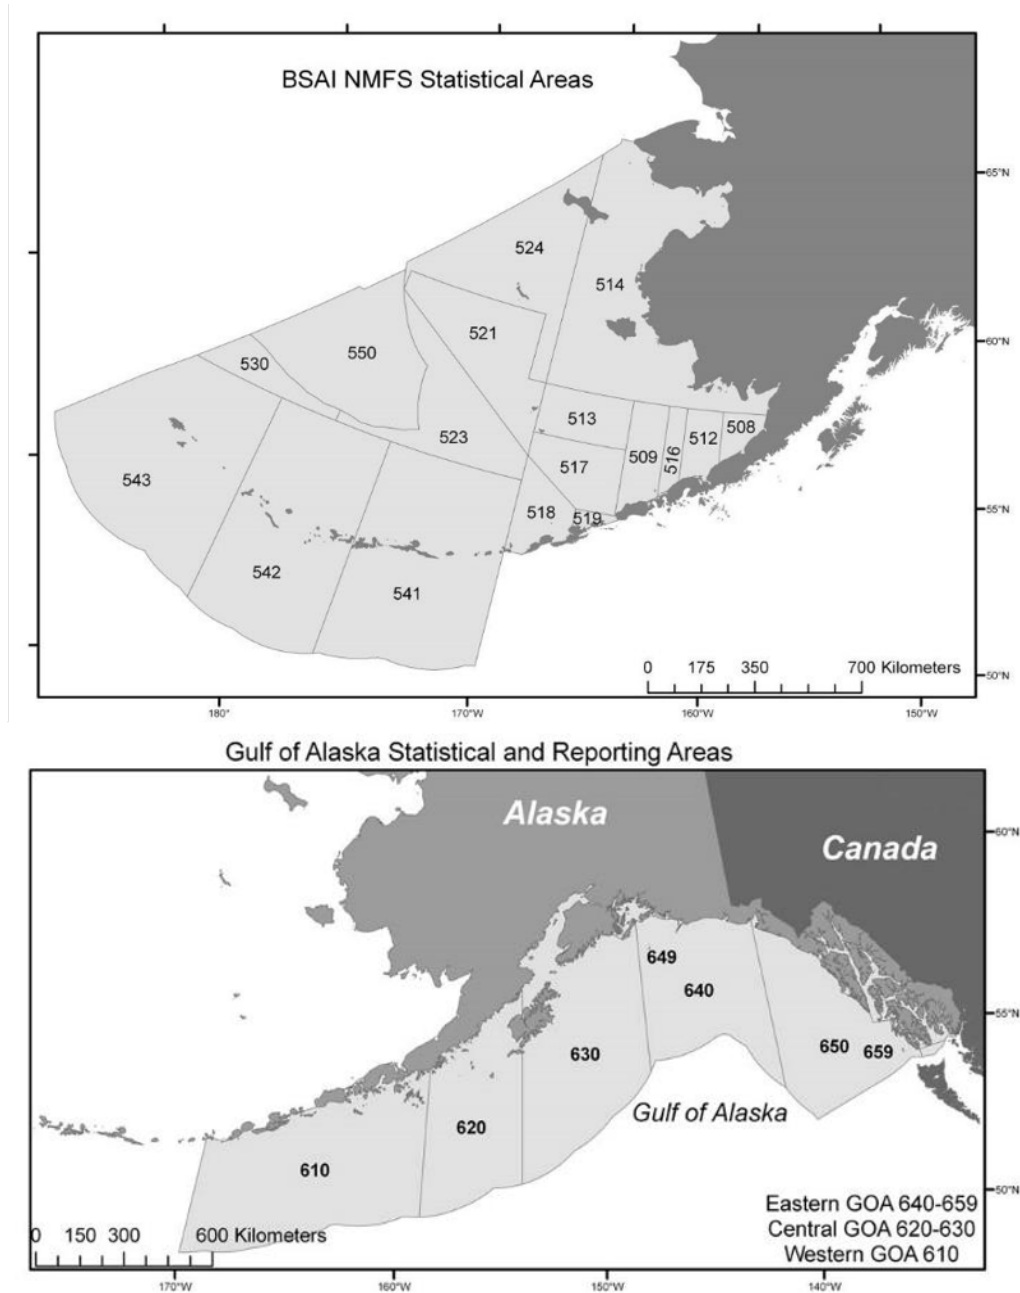 BSAI NMFS Statistical Areas
65°N
524
514
521
60°N
550
530
513
508
512
523
509
516
517
543
518
519
55°N
542
541
0 175 350 700 Kilometers
50°N
180° 170°W 160°W 150°W
Gulf of Alaska Statistical and Reporting Areas
Alaska
60°N
Canada
649
640
55°N
630
650
659
Gulf of Alaska
620
610
50°N
Eastern GOA 640-659
Central GOA 620-630
Western GOA 610
0 150 300 600 Kilometers
170°W 160°W 150°W 140°W